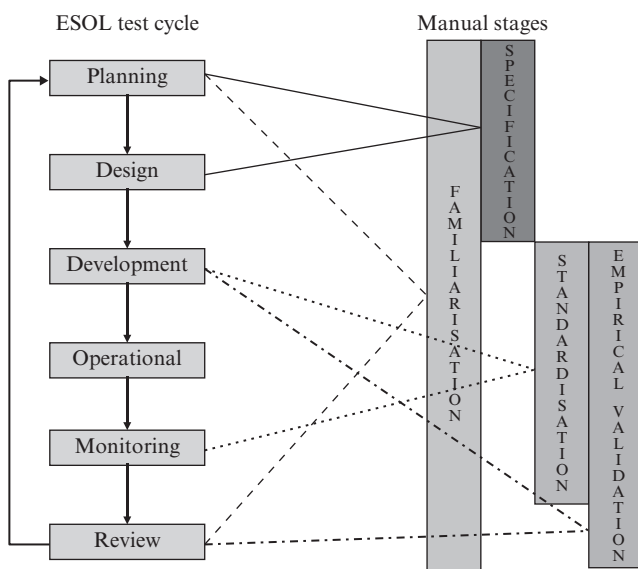 ESOL test cycle
Manual stages
Planning
Design
Development
Operational
Monitoring
Review
FAMILIARISATION
SPECIFICATION
STANDARDISATION
EMPIRICAL VALIDATION